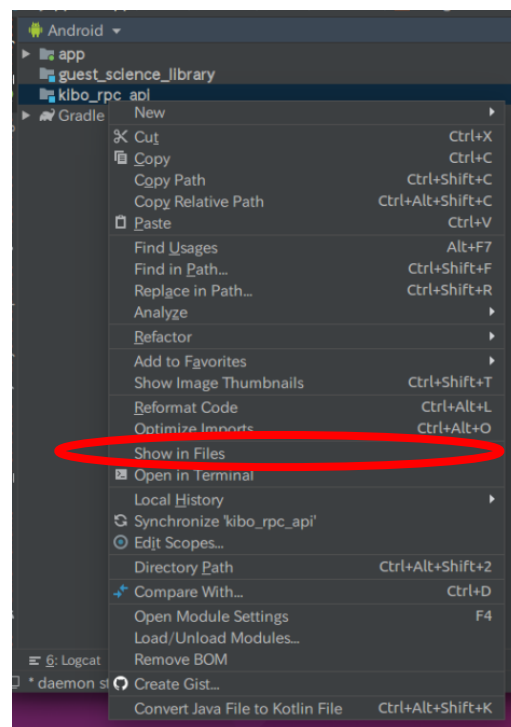 Android
app
guest_science_library
kibo_rpc_api
Gradle
New
Cut Ctrl+X
Copy Ctrl+C
Copy Path Ctrl+Shift+C
Copy Relative Path Ctrl+Alt+Shift+C
Paste Ctrl+V
Find Usages Alt+F7
Find in Path... Ctrl+Shift+F
Replace in Path... Ctrl+Shift+R
Analyze
Refactor
Add to Favorites
Show Image Thumbnails Ctrl+Shift+T
Reformat Code Ctrl+Alt+L
Optimize Imports Ctrl+Alt+O
Show in Files
Open in Terminal
Local History
Synchronize 'kibo_rpc_api'
Edit Scopes...
Directory Path Ctrl+Alt+Shift+2
Compare With... Ctrl+D
Open Module Settings F4
Load/Unload Modules...
Remove BOM
6: Logcat
* daemon st
Create Gist...
Convert Java File to Kotlin File Ctrl+Alt+Shift+K